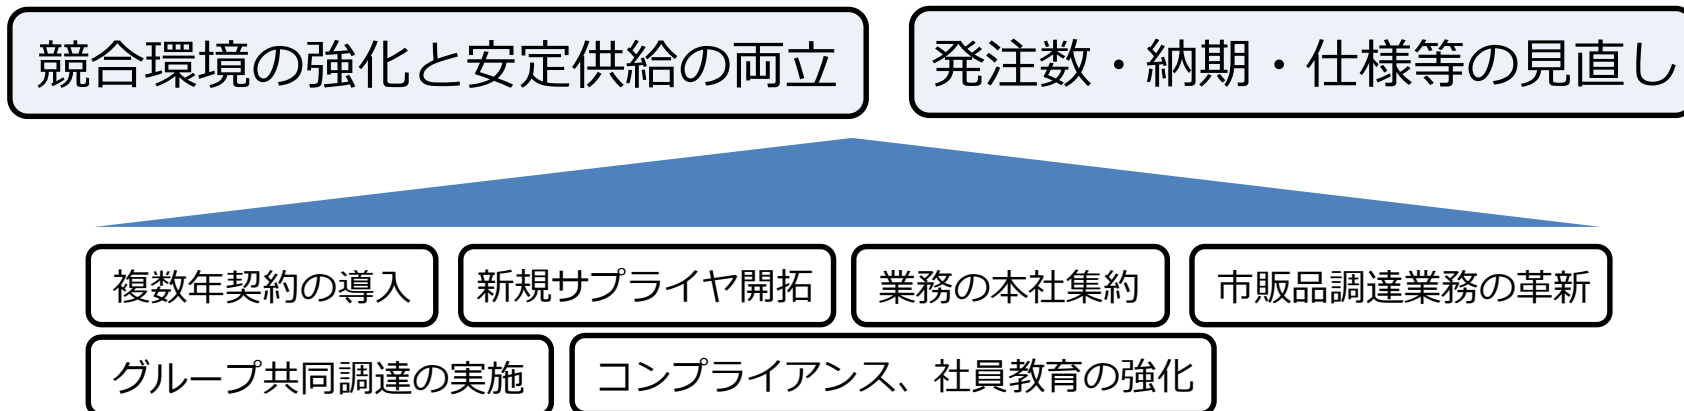 競合環境の強化と安定供給の両立
発注数・納期・仕様等の見直し
複数年契約の導入
新規サプライヤ開拓
業務の本社集約
市販品調達業務の革新
グループ共同調達の実施
コンプライアンス、社員教育の強化